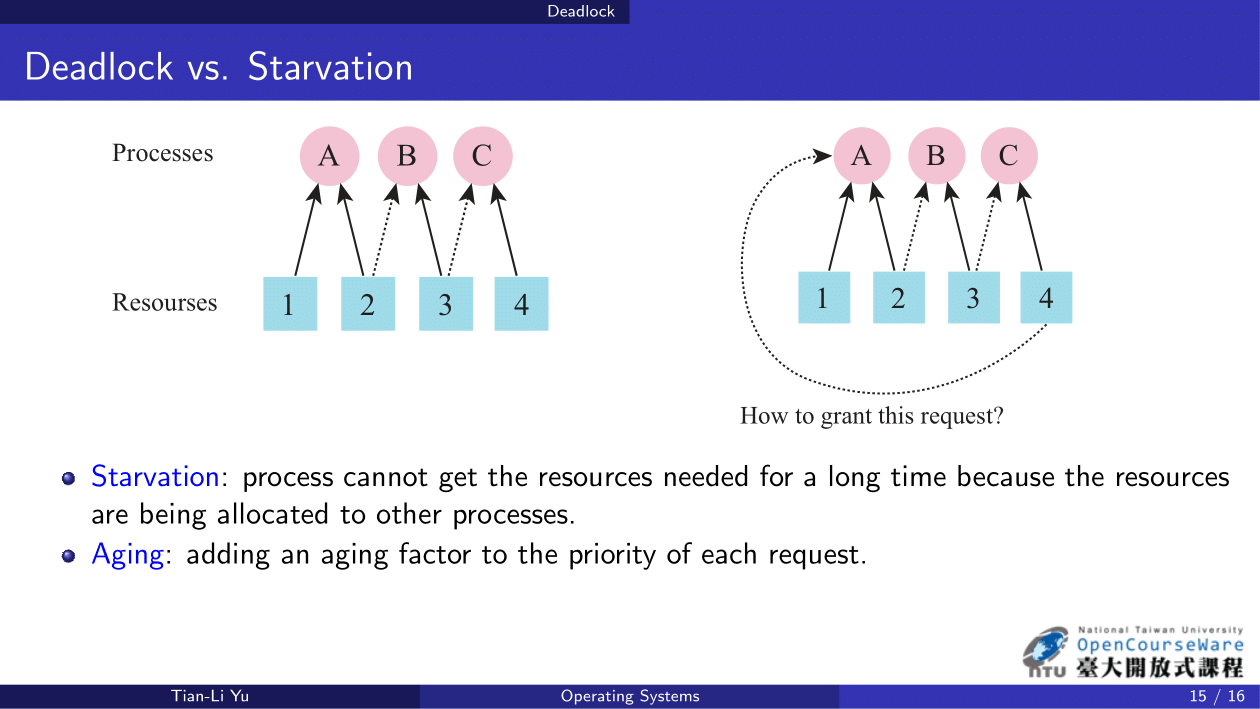 Deadlock
Deadlock vs. Starvation
Processes
A B C
Resourses
1 2 3 4
A B C
1 2 3 4
How to grant this request?
Starvation: process cannot get the resources needed for a long time because the resources
are being allocated to other processes.
Aging: adding an aging factor to the priority of each request.
National Taiwan University
OpenCourseWare
NTU 臺大開放式課程
Tian-Li Yu
Operating Systems
15 / 16